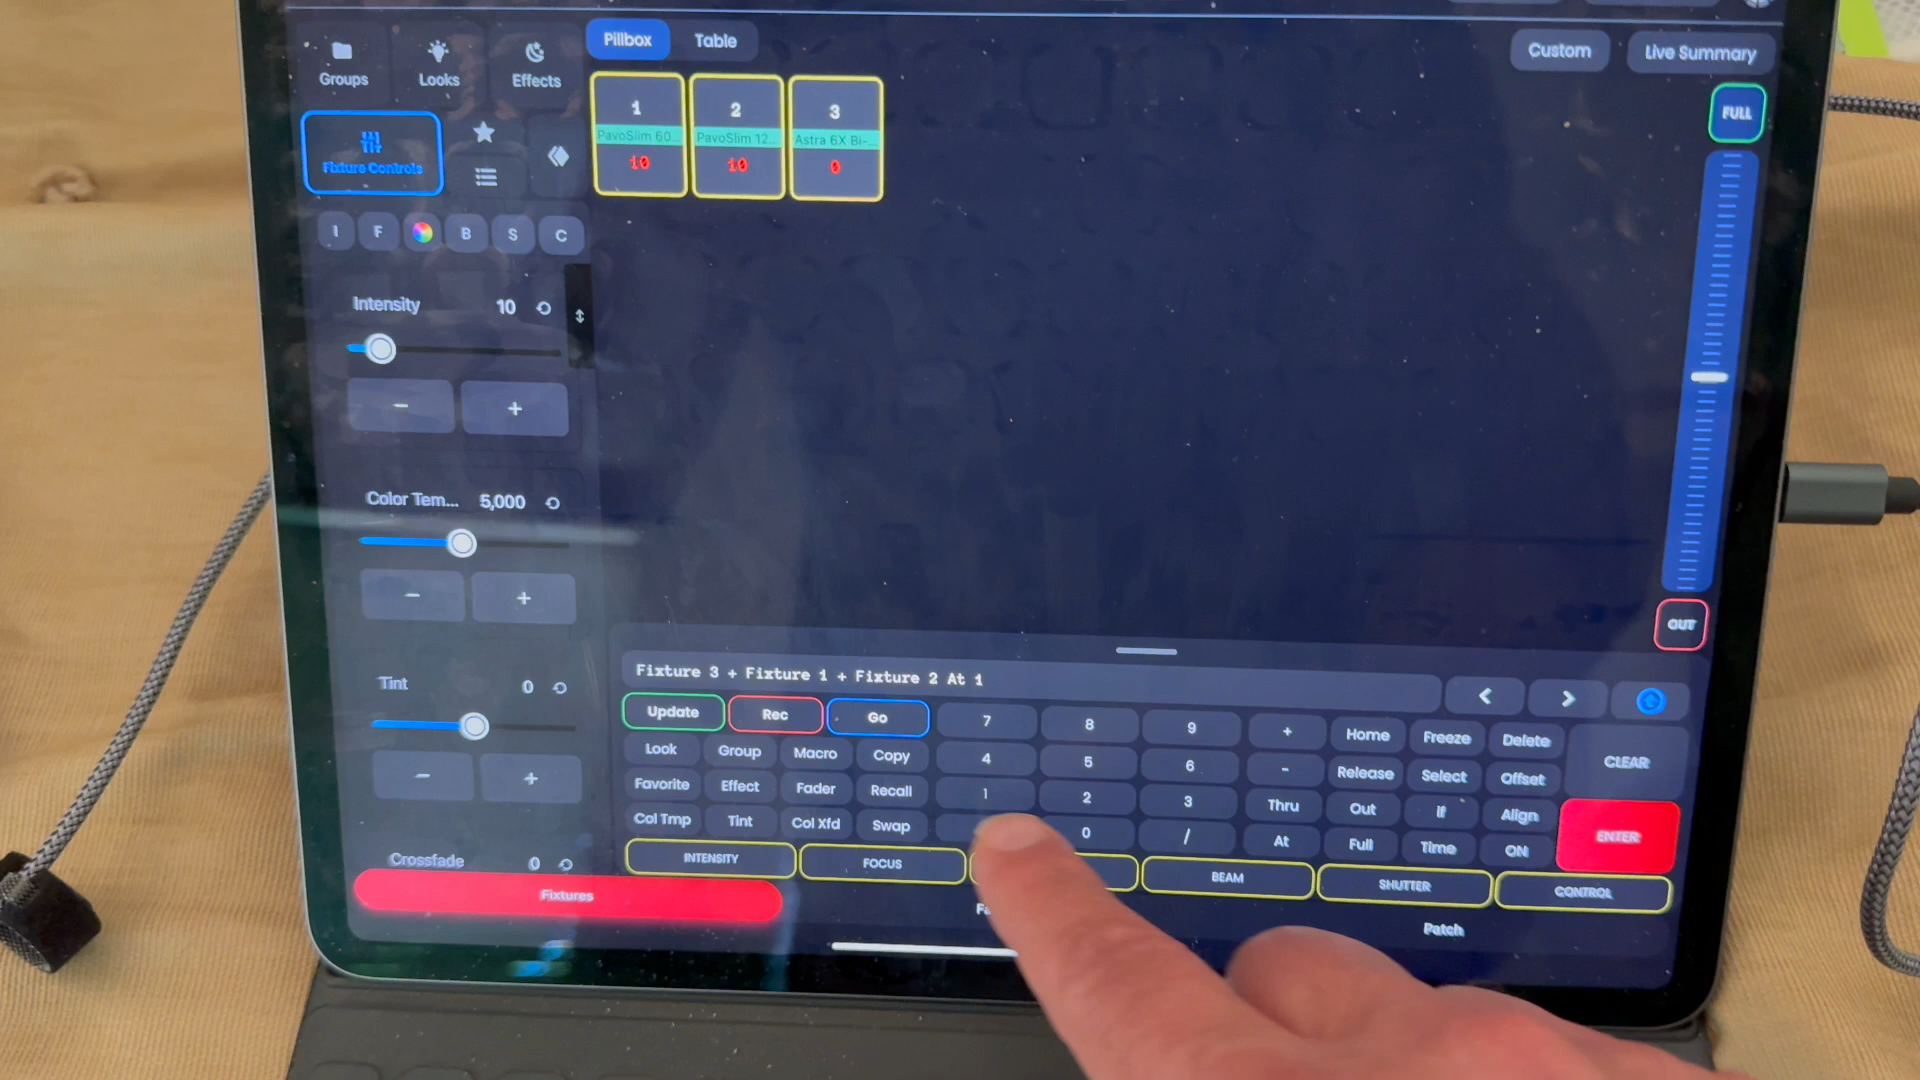 Pillbox Table
Custom Live Summary
Groups Looks Effects
Fixture Controls
1 2 3
PavoSlim 60... PavoSlim 12... Astra 6X Bi-...
10 10 0
FULL
I F B S C
Intensity 10
- +
Color Tem... 5,000
- +
Tint 0
- +
Crossfade 0
OUT
Fixture 3 + Fixture 1 + Fixture 2 At 1
< >
Update Rec Go 7 8 9 + Home Freeze Delete
Look Group Macro Copy 4 5 6 - Release Select Offset CLEAR
Favorite Effect Fader Recall 1 2 3 Thru Out If Align
Col Tmp Tint Col Xfd Swap 0 / At Full Time ON ENTER
INTENSITY FOCUS BEAM SHUTTER CONTROL
Fixtures Patch